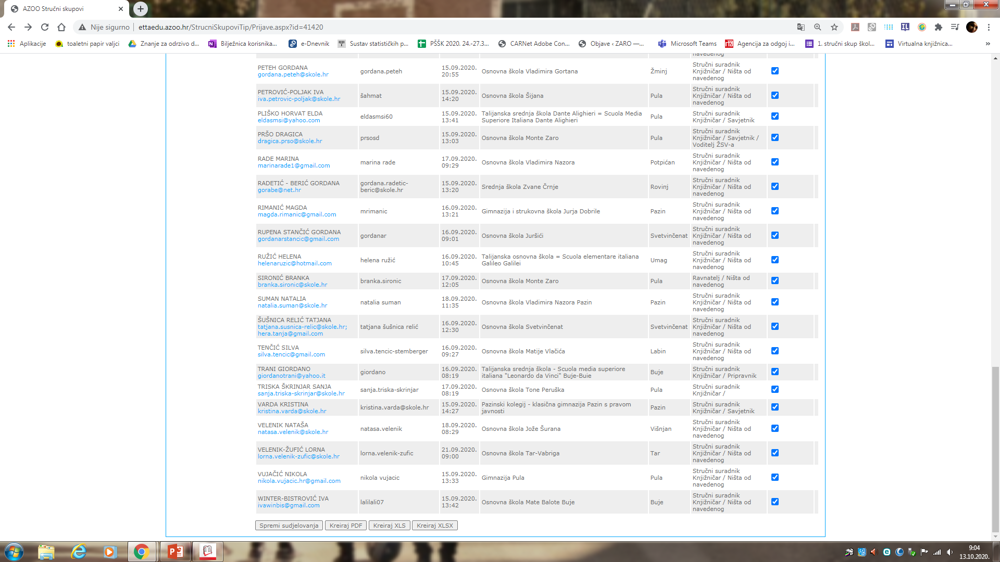 AZOO Stručni skupovi
Nije sigurno
ettaedu.azoo.hr/StrucniSkupoviTip/Prijave.aspx?id=41420
Aplikacije
toaletni papir valjci
Znanje za odrzivo d...
Bilježnica korisnika...
e-Dnevnik
Sustav statističkih p...
PŠŠK 2020. 24.-27.3...
CARNet Adobe Con...
Objave ‹ ZARO —...
Microsoft Teams
Agencija za odgoj i...
1. stručni skup škol...
Virtualna knjižnica...
»
navedenog
PETEH GORDANA
gordana.peteh@skole.hr
gordana.peteh
15.09.2020.
20:55
Osnovna škola Vladimira Gortana
Žminj
Stručni suradnik
Knjižničar / Ništa od
navedenog
PETROVIĆ-POLJAK IVA
iva.petrovic-poljak@skole.hr
šahmat
15.09.2020.
14:20
Osnovna škola Šijana
Pula
Stručni suradnik
Knjižničar / Ništa od
navedenog
PLIŠKO HORVAT ELDA
eldasmsi@yahoo.com
eldasmsi60
15.09.2020.
13:41
Talijanska srednja škola Dante Alighieri = Scuola Media
Superiore Italiana Dante Alighieri
Pula
Stručni suradnik
Knjižničar / Savjetnik
PRŠO DRAGICA
dragica.prso@skole.hr
prsosd
15.09.2020.
13:03
Osnovna škola Monte Zaro
Pula
Stručni suradnik
Knjižničar / Savjetnik /
Voditelj ŽSV-a
RADE MARINA
marinarade1@gmail.com
marina rade
17.09.2020.
09:29
Osnovna škola Vladimira Nazora
Potpićan
Stručni suradnik
Knjižničar / Ništa od
navedenog
RADETIĆ - BERIĆ GORDANA
gorabe@net.hr
gordana.radetic-
beric@skole.hr
15.09.2020.
13:20
Srednja škola Zvane Črnje
Rovinj
Stručni suradnik
Knjižničar / Ništa od
navedenog
RIMANIĆ MAGDA
magda.rimanic@gmail.com
mrimanic
16.09.2020.
13:21
Gimnazija i strukovna škola Jurja Dobrile
Pazin
Stručni suradnik
Knjižničar / Ništa od
navedenog
RUPENA STANČIĆ GORDANA
gordanarstancic@gmail.com
gordanar
16.09.2020.
09:01
Osnovna škola Juršići
Svetvinčenat
Stručni suradnik
Knjižničar / Ništa od
navedenog
RUŽIĆ HELENA
helenaruzic@hotmail.com
helena ružić
16.09.2020.
10:45
Talijanska osnovna škola = Scuola elementare italiana
Galileo Galilei
Umag
Stručni suradnik
Knjižničar / Ništa od
navedenog
SIRONIĆ BRANKA
branka.sironic@skole.hr
branka.sironic
17.09.2020.
12:05
Osnovna škola Monte Zaro
Pula
Ravnatelj / Ništa od
navedenog
SUMAN NATALIA
natalia.suman@skole.hr
natalia suman
18.09.2020.
11:35
Osnovna škola Vladimira Nazora Pazin
Pazin
Stručni suradnik
Knjižničar / Ništa od
navedenog
ŠUŠNICA RELIĆ TATJANA
tatjana.susnica-relic@skole.hr;
hera.tanja@gmail.com
tatjana šušnica relić
16.09.2020.
12:30
Osnovna škola Svetvinčenat
Svetvinčenat
Stručni suradnik
Knjižničar / Ništa od
navedenog
TENČIĆ SILVA
silva.tencic@gmail.com
silva.tencic-stemberger
16.09.2020.
09:27
Osnovna škola Matije Vlačića
Labin
Stručni suradnik
Knjižničar / Ništa od
navedenog
TRANI GIORDANO
giordanotrani@yahoo.it
giordano
16.09.2020.
08:19
Talijanska srednja škola - Scuola media superiore
italiana "Leonardo da Vinci" Buje-Buie
Buje
Stručni suradnik
Knjižničar / Pripravnik
TRISKA ŠKRINJAR SANJA
sanja.triska-skrinjar@skole.hr
sanja.triska-skrinjar
17.09.2020.
08:19
Osnovna škola Tone Peruška
Pula
Stručni suradnik
Knjižničar /
VARDA KRISTINA
kristina.varda@skole.hr
kristina.varda@skole.hr
15.09.2020.
14:27
Pazinski kolegij - klasična gimnazija Pazin s pravom
javnosti
Pazin
Stručni suradnik
Knjižničar / Savjetnik
VELENIK NATAŠA
natasa.velenik@skole.hr
natasa.velenik
18.09.2020.
08:29
Osnovna škola Jože Šurana
Višnjan
Stručni suradnik
Knjižničar / Ništa od
navedenog
VELENIK-ŽUFIĆ LORNA
lorna.velenik-zufic@skole.hr
lorna.velenik-zufic
21.09.2020.
09:00
Osnovna škola Tar-Vabriga
Tar
Stručni suradnik
Knjižničar / Ništa od
navedenog
VUJAČIĆ NIKOLA
nikola.vujacic.hr@gmail.com
nikola vujacic
15.09.2020.
13:33
Gimnazija Pula
Pula
Stručni suradnik
Knjižničar / Ništa od
navedenog
WINTER-BISTROVIĆ IVA
ivawinbis@gmail.com
lalilali07
15.09.2020.
13:42
Osnovna škola Mate Balote Buje
Buje
Stručni suradnik
Knjižničar / Ništa od
navedenog
Spremi sudjelovanja
Kreiraj PDF
Kreiraj XLS
Kreiraj XLSX
9:04
13.10.2020.